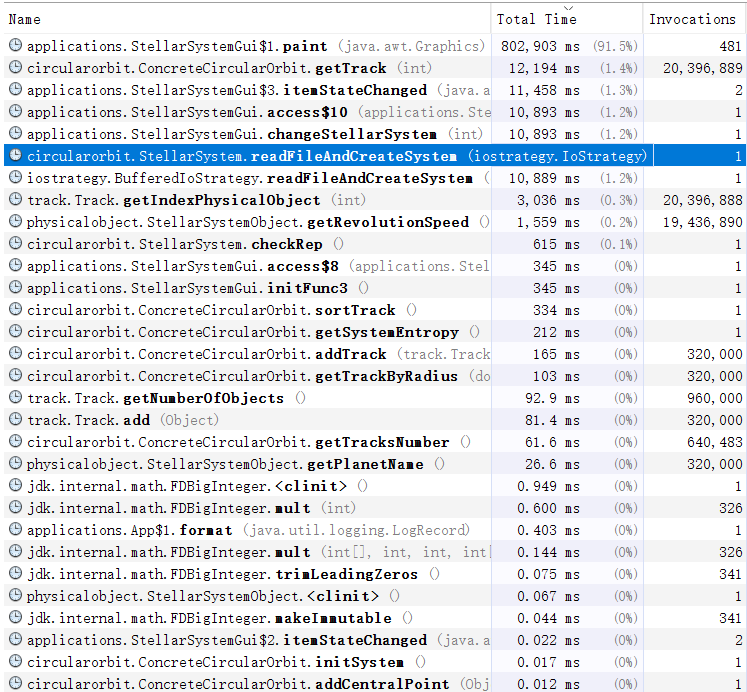 Name Total Time Invocations
applications.StellarSystemGui$1.paint (java.awt.Graphics) 802,903 ms (91.5%) 481
circularorbit.ConcreteCircularOrbit.getTrack (int) 12,194 ms (1.4%) 20,396,889
applications.StellarSystemGui$3.itemStateChanged (java.a 11,458 ms (1.3%) 2
applications.StellarSystemGui.access$10 (applications.Ste 10,893 ms (1.2%) 1
applications.StellarSystemGui.changeStellarSystem (int) 10,893 ms (1.2%) 1
circularorbit.StellarSystem.readFileAndCreateSystem (iostrategy.IoStrategy) 1
iostrategy.BufferedIoStrategy.readFileAndCreateSystem ( 10,889 ms (1.2%) 1
track.Track.getIndexPhysicalObject (int) 3,036 ms (0.3%) 20,396,888
physicalobject.StellarSystemObject.getRevolutionSpeed () 1,559 ms (0.2%) 19,436,890
circularorbit.StellarSystem.checkRep () 615 ms (0.1%) 1
applications.StellarSystemGui.access$8 (applications.Stel 345 ms (0%) 1
applications.StellarSystemGui.initFunc3 () 345 ms (0%) 1
circularorbit.ConcreteCircularOrbit.sortTrack () 334 ms (0%) 1
circularorbit.ConcreteCircularOrbit.getSystemEntropy () 212 ms (0%) 1
circularorbit.ConcreteCircularOrbit.addTrack (track.Track 165 ms (0%) 320,000
circularorbit.ConcreteCircularOrbit.getTrackByRadius (do 103 ms (0%) 320,000
track.Track.getNumberOfObjects () 92.9 ms (0%) 960,000
track.Track.add (Object) 81.4 ms (0%) 320,000
circularorbit.ConcreteCircularOrbit.getTracksNumber () 61.6 ms (0%) 640,483
physicalobject.StellarSystemObject.getPlanetName () 26.6 ms (0%) 320,000
jdk.internal.math.FDBigInteger.<clinit> () 0.949 ms (0%) 1
jdk.internal.math.FDBigInteger.mult (int) 0.600 ms (0%) 326
applications.App$1.format (java.util.logging.LogRecord) 0.403 ms (0%) 1
jdk.internal.math.FDBigInteger.mult (int[], int, int, int[ 0.144 ms (0%) 326
jdk.internal.math.FDBigInteger.trimLeadingZeros () 0.075 ms (0%) 341
physicalobject.StellarSystemObject.<clinit> () 0.067 ms (0%) 1
jdk.internal.math.FDBigInteger.makeImmutable () 0.044 ms (0%) 341
applications.StellarSystemGui$2.itemStateChanged (java.a 0.022 ms (0%) 2
circularorbit.ConcreteCircularOrbit.initSystem () 0.017 ms (0%) 1
circularorbit.ConcreteCircularOrbit.addCentralPoint (Obj 0.012 ms (0%) 1